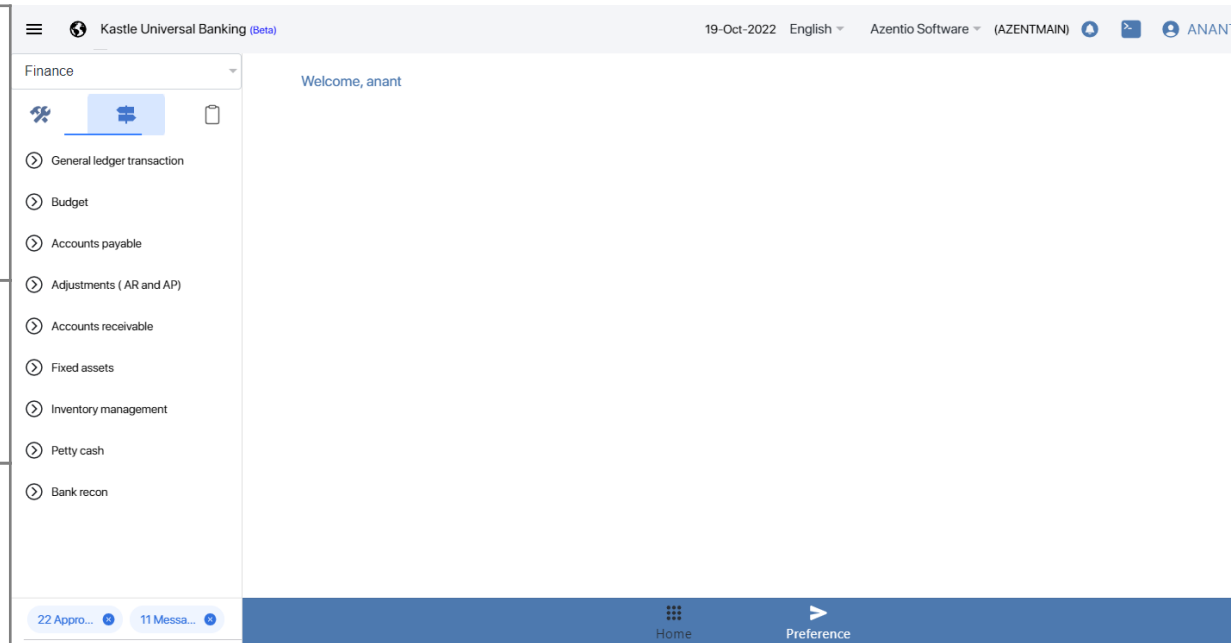 Kastle Universal Banking (Beta)
19-Oct-2022 English Azentio Software (AZENTMAIN) ANANT
Finance
Welcome, anant
General ledger transaction
Budget
Accounts payable
Adjustments ( AR and AP)
Accounts receivable
Fixed assets
Inventory management
Petty cash
Bank recon
22 Appro... 11 Messa...
Home Preference